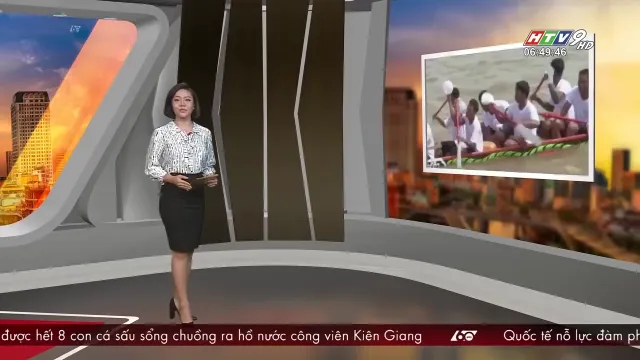 HTV9 HD
06:49:46
được hết 8 con cá sấu sổng chuồng ra hồ nước công viên Kiên Giang 60 Quốc tế nỗ lực đàm ph